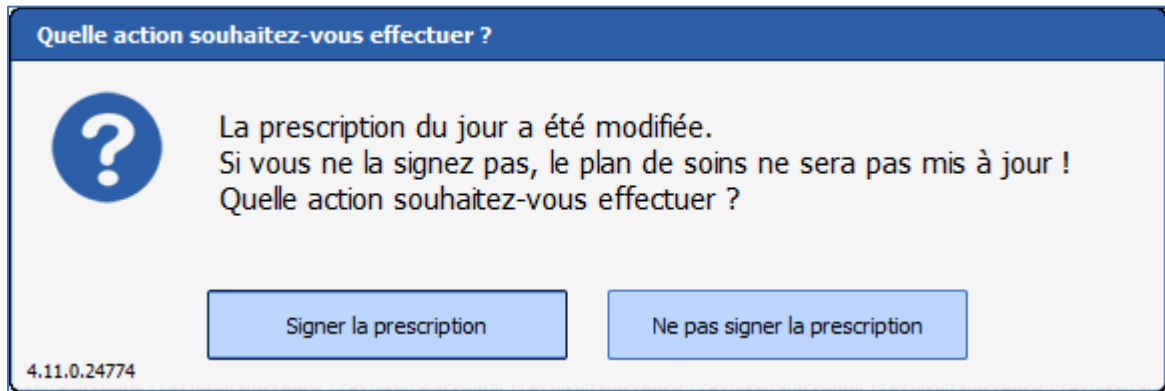 Quelle action souhaitez-vous effectuer ?
La prescription du jour a été modifiée.
Si vous ne la signez pas, le plan de soins ne sera pas mis à jour !
Quelle action souhaitez-vous effectuer ?
Signer la prescription
Ne pas signer la prescription
4.11.0.24774